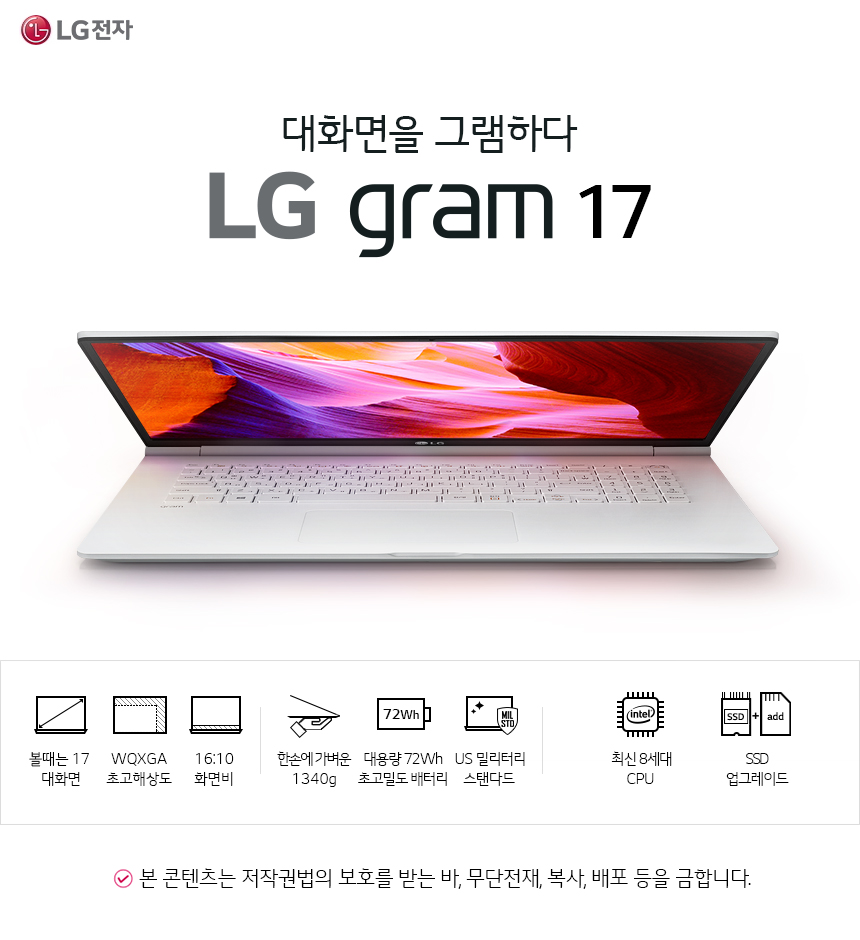 LG전자
대화면을 그램하다
LG gram 17
LG
gram
볼때는 17
대화면
WQXGA
초고해상도
16:10
화면비
한손에 가벼운
1340g
72Wh
대용량 72Wh
초고밀도 배터리
MIL
STD
US 밀리터리
스탠다드
intel
최신 8세대
CPU
SSD
+
add
SSD
업그레이드
본 콘텐츠는 저작권법의 보호를 받는 바, 무단전재, 복사, 배포 등을 금합니다.